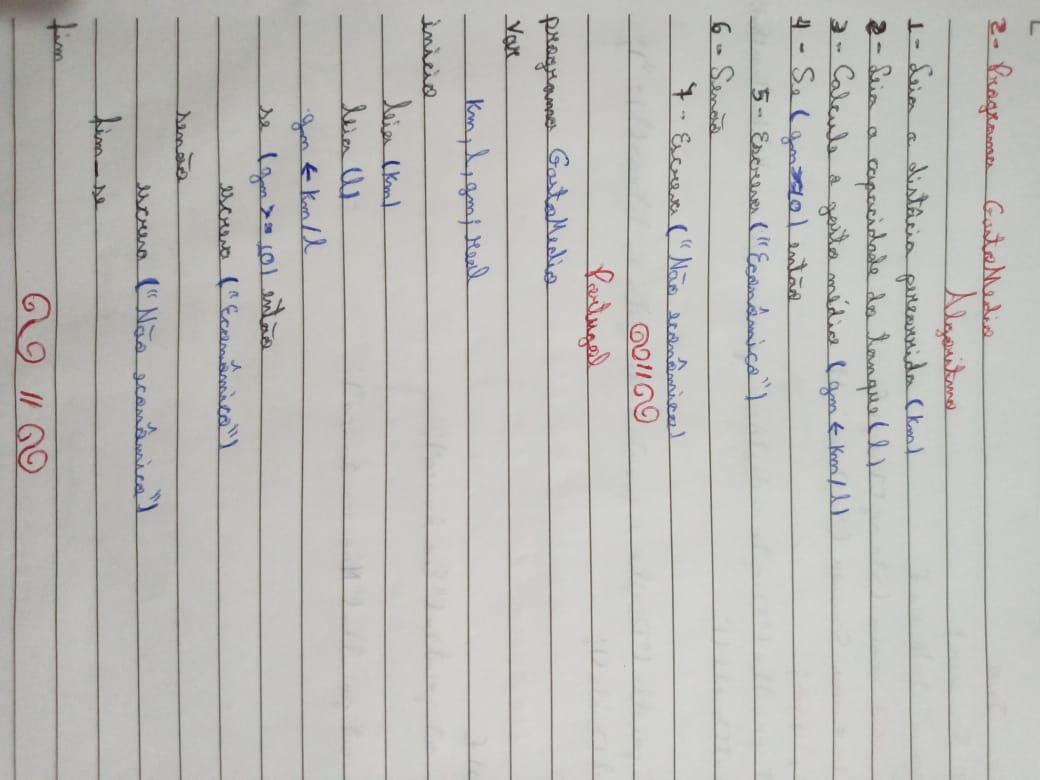 2- Programa GastoMedio
Algoritmo
1- Leia a distância percorrida (km)
2- Leia a capacidade do tanque (l)
3- Calcule o gasto médio (gm ← km/l)
4- Se (gm >= 10) então
5- Escreva ("Econômico")
6- Senão
7- Escreva ("Não econômico")
Portugol
programa GastoMedio
Var
km, l, gm; real
inicio
leia (km)
leia (l)
gm ← km/l
se (gm >= 10) então
escreva ("Econômico")
senão
escreva ("Não econômico")
fim-se
fim